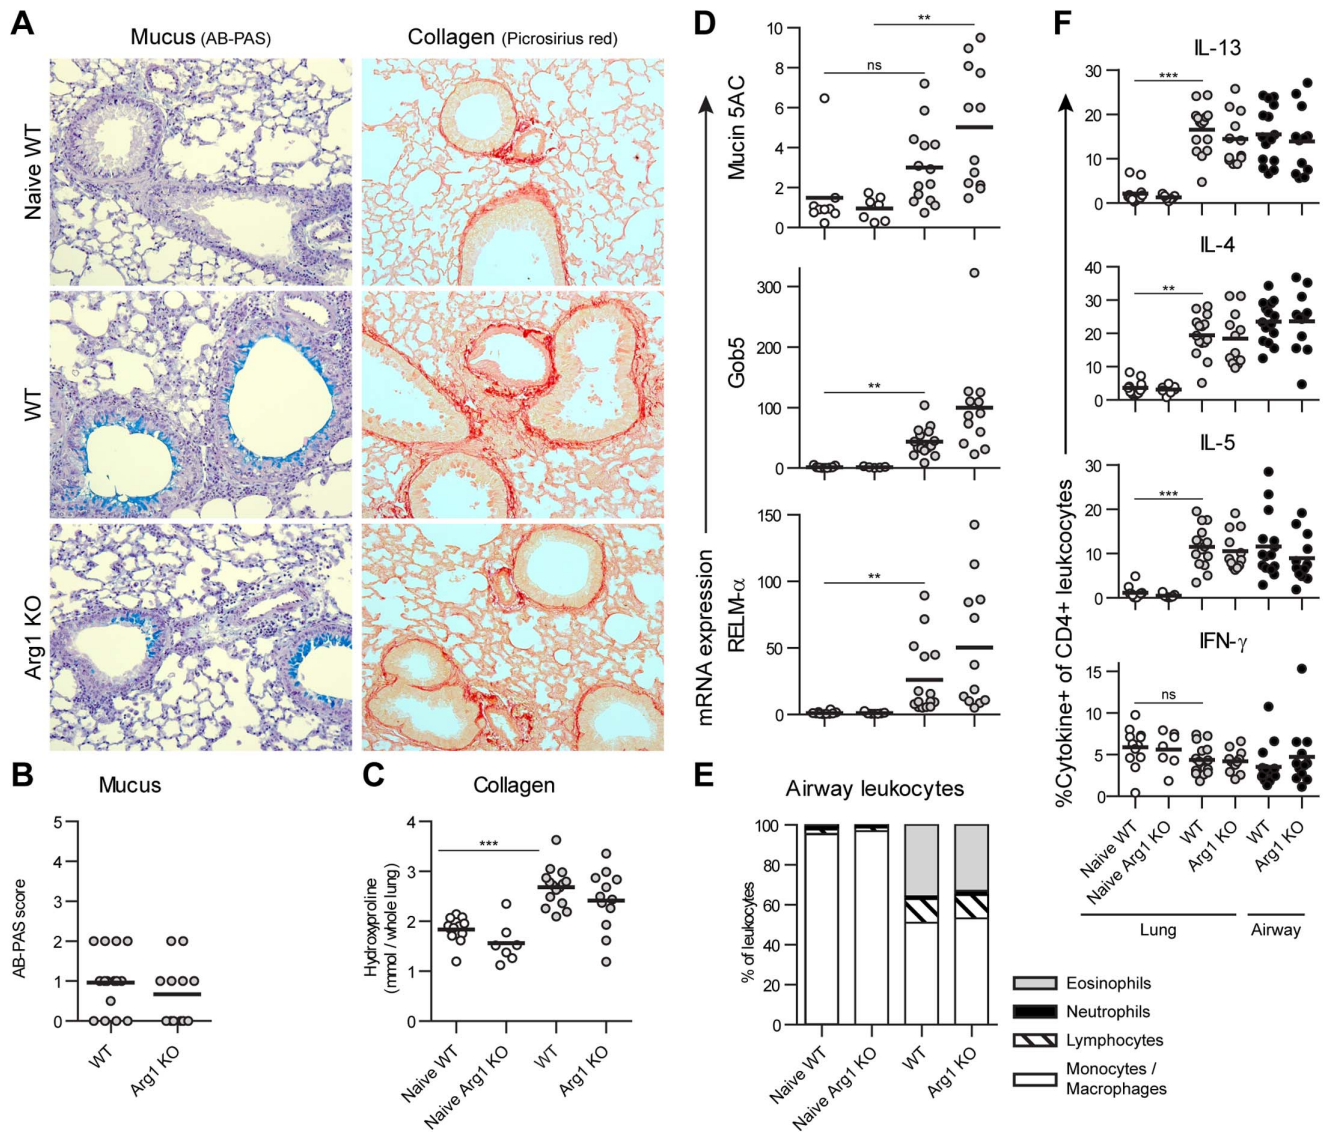 A
Mucus (AB-PAS)
Collagen (Picrosirius red)
Naive WT
WT
Arg1 KO
B
Mucus
AB-PAS score
5
4
3
2
1
0
WT
Arg1 KO
C
Collagen
Hydroxyproline
(mmol / whole lung)
4
3
2
1
0
***
Naive WT
Naive Arg1 KO
WT
Arg1 KO
D
mRNA expression
Mucin 5AC
10
8
6
4
2
0
**
ns
Gob5
300
200
100
0
**
RELM-α
150
100
50
0
**
E
Airway leukocytes
% of leukocytes
100
80
60
40
20
0
Naive WT
Naive Arg1 KO
WT
Arg1 KO
Eosinophils
Neutrophils
Lymphocytes
Monocytes /
Macrophages
F
%Cytokine+ of CD4+ leukcocytes
IL-13
30
20
10
0
***
IL-4
40
30
20
10
0
**
IL-5
30
20
10
0
***
IFN-γ
15
10
5
0
ns
Naive WT
Naive Arg1 KO
WT
Arg1 KO
WT
Arg1 KO
Lung
Airway